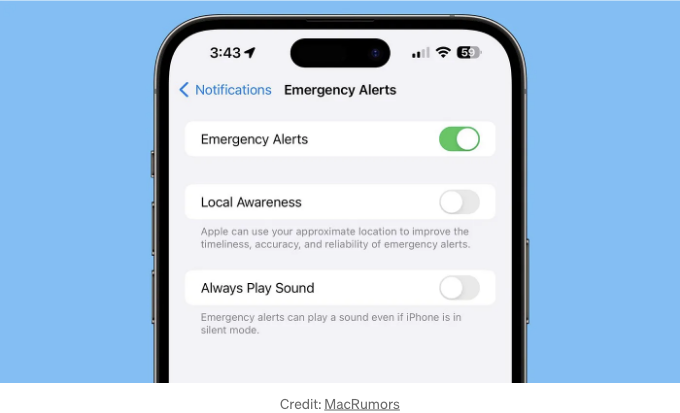 3:43
59
Notifications
Emergency Alerts
Emergency Alerts
Local Awareness
Apple can use your approximate location to improve the
timeliness, accuracy, and reliability of emergency alerts.
Always Play Sound
Emergency alerts can play a sound even if iPhone is in
silent mode.
Credit: MacRumors